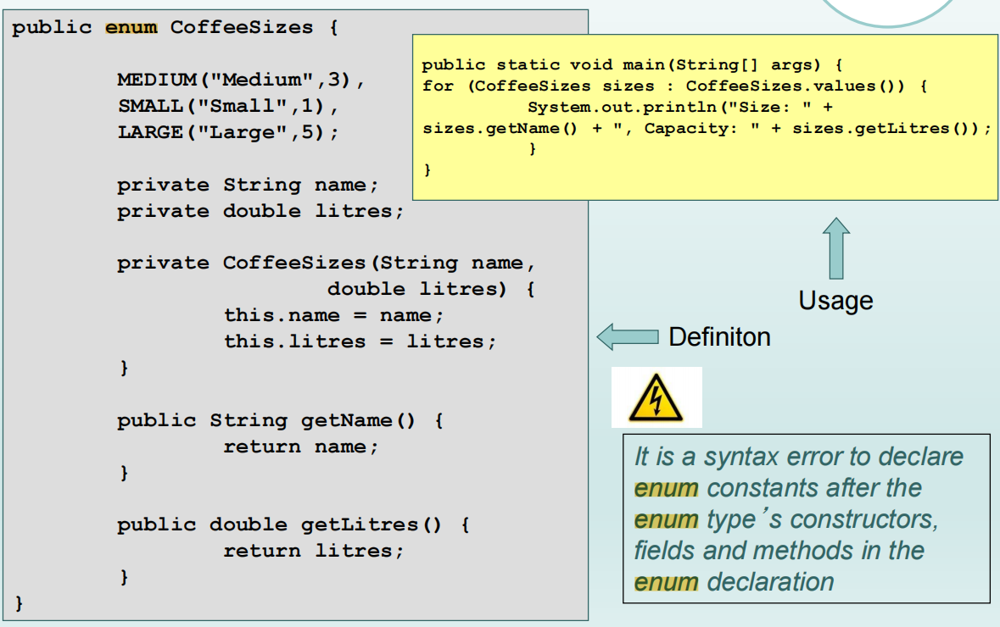 public enum CoffeeSizes {
MEDIUM("Medium",3),
SMALL("Small",1),
LARGE("Large",5);
private String name;
private double litres;
private CoffeeSizes(String name,
double litres) {
this.name = name;
this.litres = litres;
}
public String getName() {
return name;
}
public double getLitres() {
return litres;
}
}
public static void main(String[] args) {
for (CoffeeSizes sizes : CoffeeSizes.values()) {
System.out.println("Size: " +
sizes.getName() + ", Capacity: " + sizes.getLitres());
}
}
Usage
Definiton
It is a syntax error to declare
enum constants after the
enum type’s constructors,
fields and methods in the
enum declaration